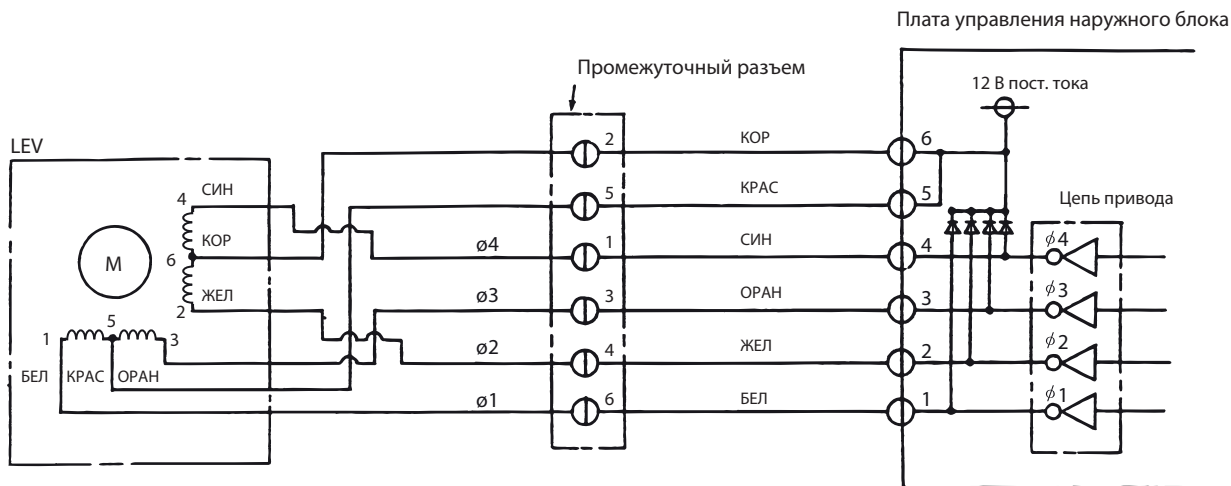 Плата управления наружного блока
Промежуточный разъем
12 В пост. тока
LEV
2 КОР 6
4 СИН
5 КРАС 5
Цепь привода
КОР
ø4 1 СИН 4 ϕ4
6
M
ЖЕЛ
2
ø3 3 ОРАН 3 ϕ3
1 5 3
ø2 4 ЖЕЛ 2 ϕ2
БЕЛ КРАС ОРАН
ø1 6 БЕЛ 1 ϕ1